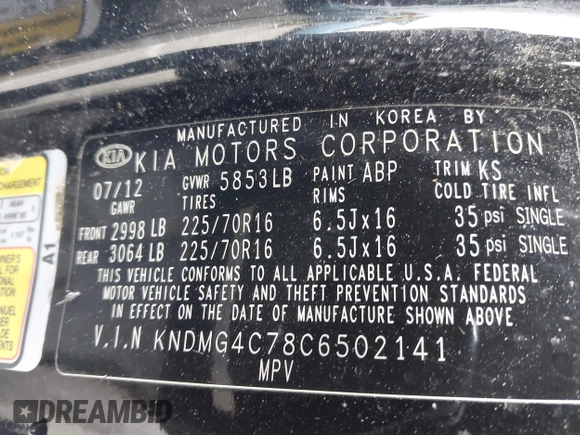 MANUFACTURED IN KOREA BY
KIA KIA MOTORS CORPORATION
07/12 GVWR 5853LB PAINT ABP TRIM KS
GAWR TIRES RIMS COLD TIRE INFL
FRONT 2998 LB 225/70R16 6.5Jx16 35 psi SINGLE
REAR 3064 LB 225/70R16 6.5Jx16 35 psi SINGLE
THIS VEHICLE CONFORMS TO ALL APPLICABLE U.S.A. FEDERAL
MOTOR VEHICLE SAFETY AND THEFT PREVENTION STANDARDS
IN EFFECT ON THE DATE OF MANUFACTURE SHOWN ABOVE
V.I.N KNDMG4C78C6502141
MPV
A1
REAR
DREAMBID